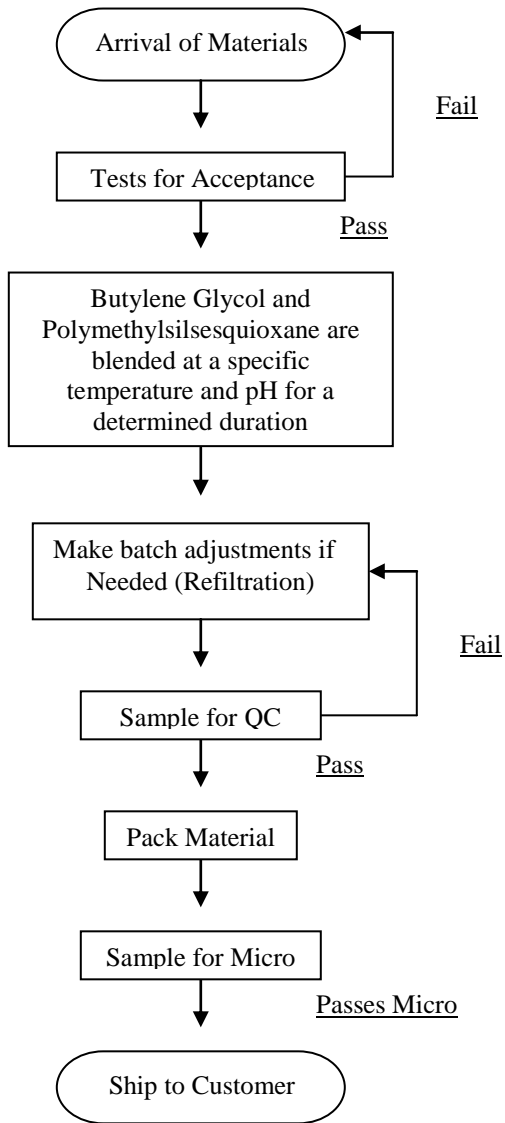 Arrival of Materials
Fail
Tests for Acceptance
Pass
Butylene Glycol and
Polymethylsilsesquioxane are
blended at a specific
temperature and pH for a
determined duration
Make batch adjustments if
Needed (Refiltration)
Fail
Sample for QC
Pass
Pack Material
Sample for Micro
Passes Micro
Ship to Customer